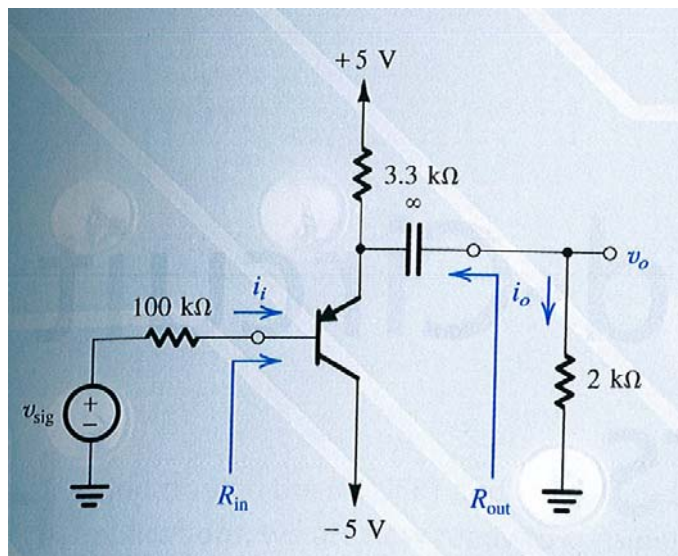 +5 V
3.3 kΩ
∞
v_o
i_i
i_o
100 kΩ
2 kΩ
v_sig
+
−
R_in
R_out
−5 V